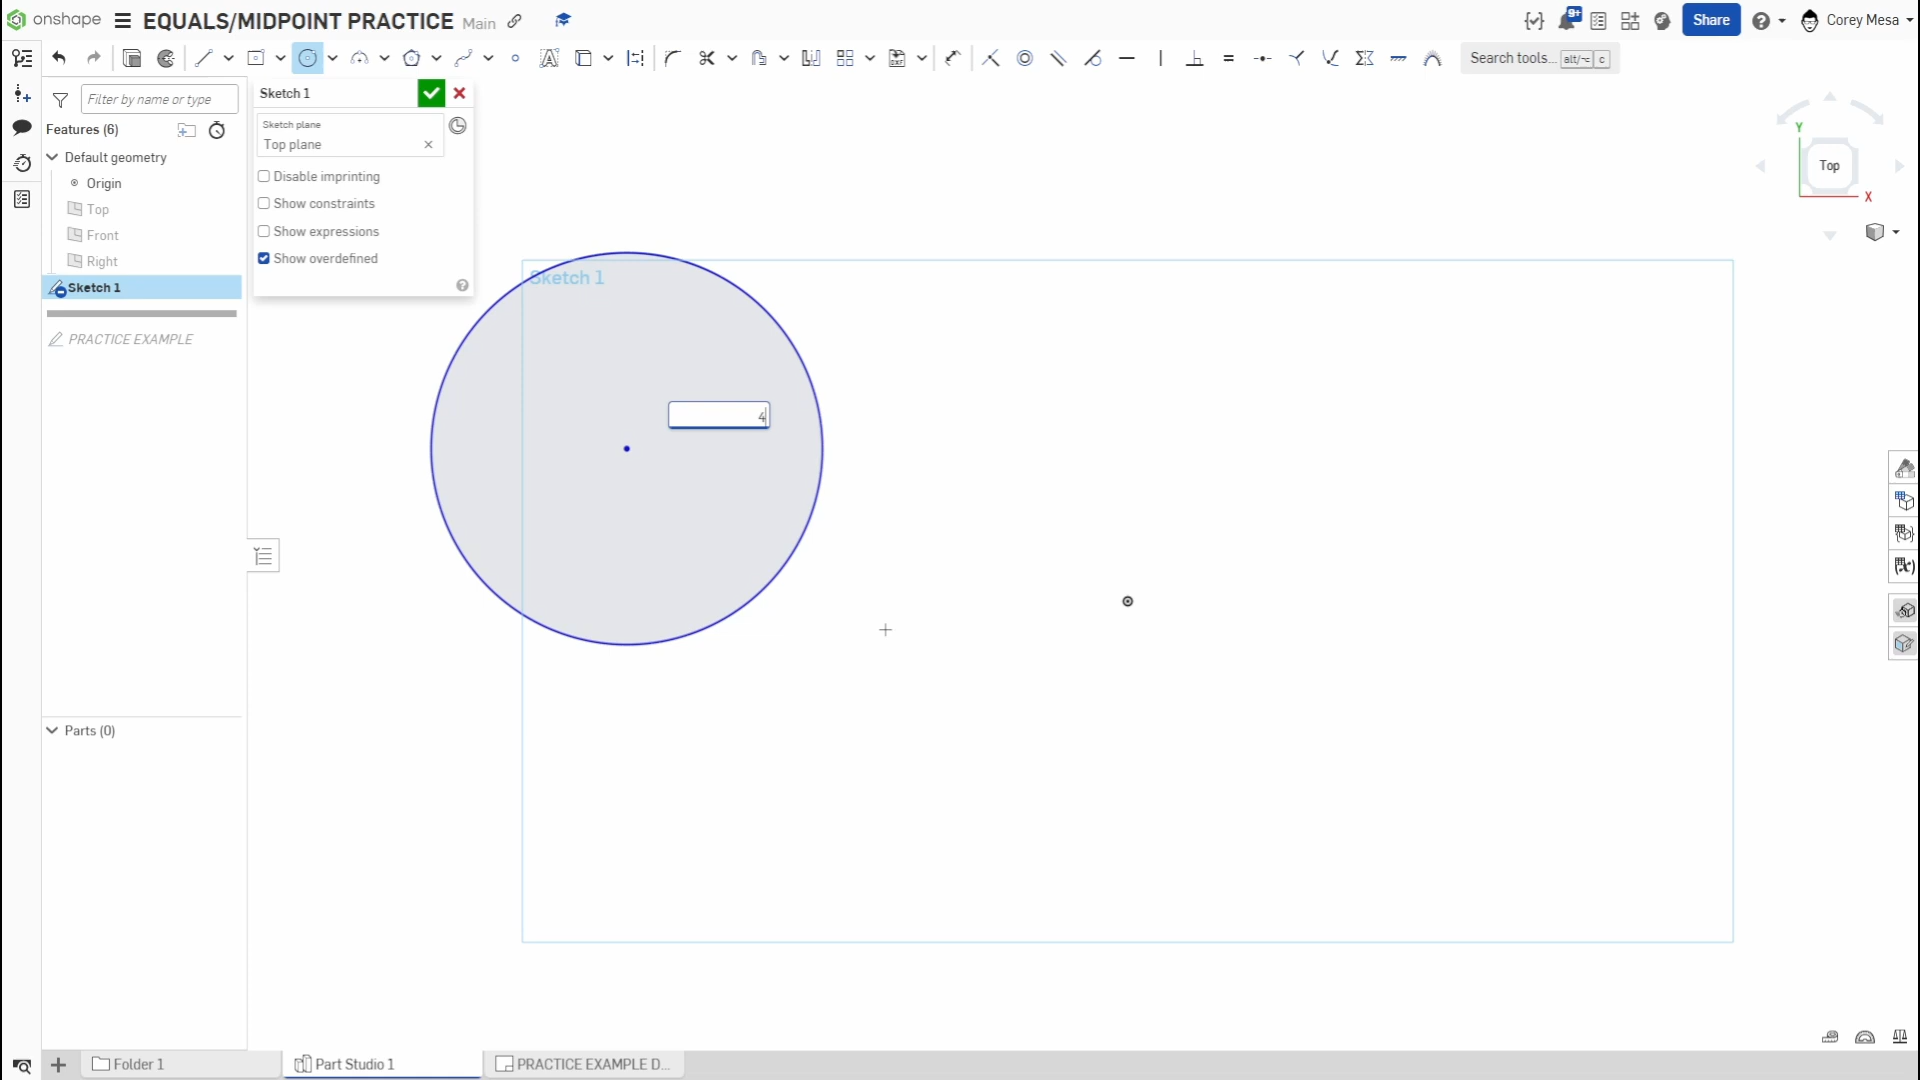 onshape
EQUALS/MIDPOINT PRACTICE
Main
9+
Share
Corey Mesa
Search tools... alt/⌥ c
Filter by name or type
Features (6)
Default geometry
Origin
Top
Front
Right
Sketch 1
PRACTICE EXAMPLE
Parts (0)
Sketch 1
Sketch plane
Top plane
Disable imprinting
Show constraints
Show expressions
Show overdefined
Sketch 1
4
Y
Top
X
Folder 1
Part Studio 1
PRACTICE EXAMPLE D...